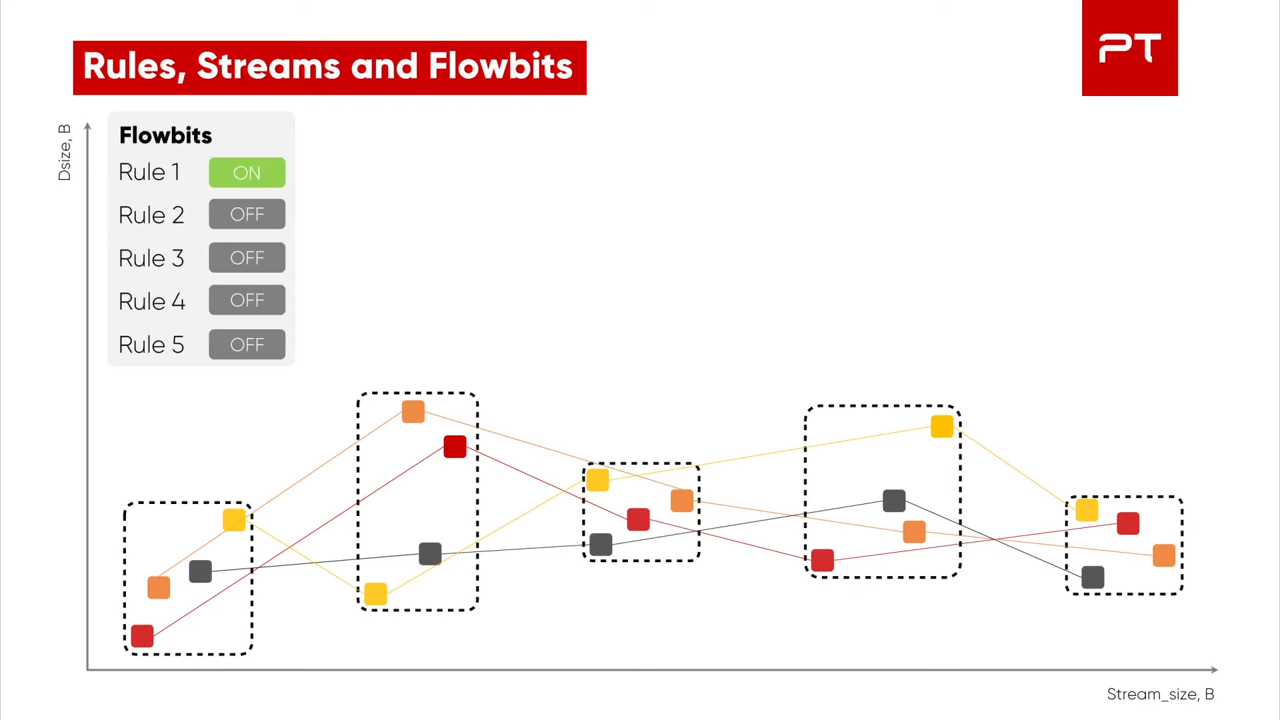 Rules, Streams and Flowbits
PT
Dsize, B
Flowbits
Rule 1 ON
Rule 2 OFF
Rule 3 OFF
Rule 4 OFF
Rule 5 OFF
Stream_size, B